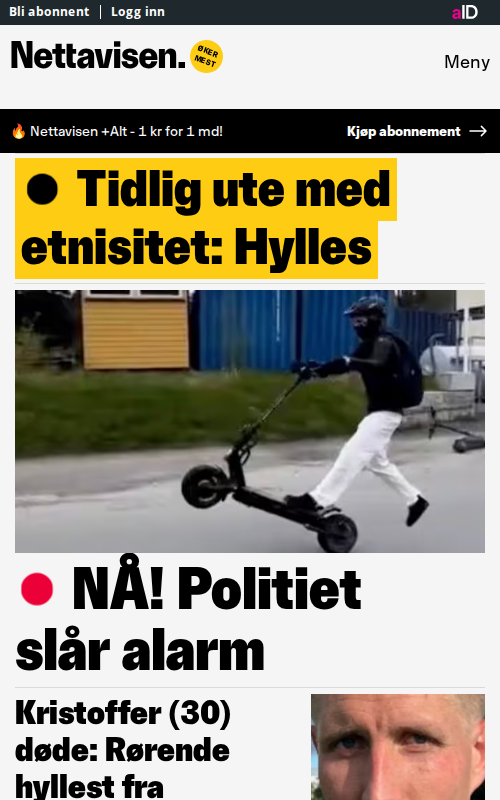 Bli abonnent | Logg inn
aID
Nettavisen.
ØKER
MEST
Meny
🔥 Nettavisen +Alt - 1 kr for 1 md!
Kjøp abonnement →
Tidlig ute med
etnisitet: Hylles
NÅ! Politiet
slår alarm
Kristoffer (30)
døde: Rørende
hyllest fra